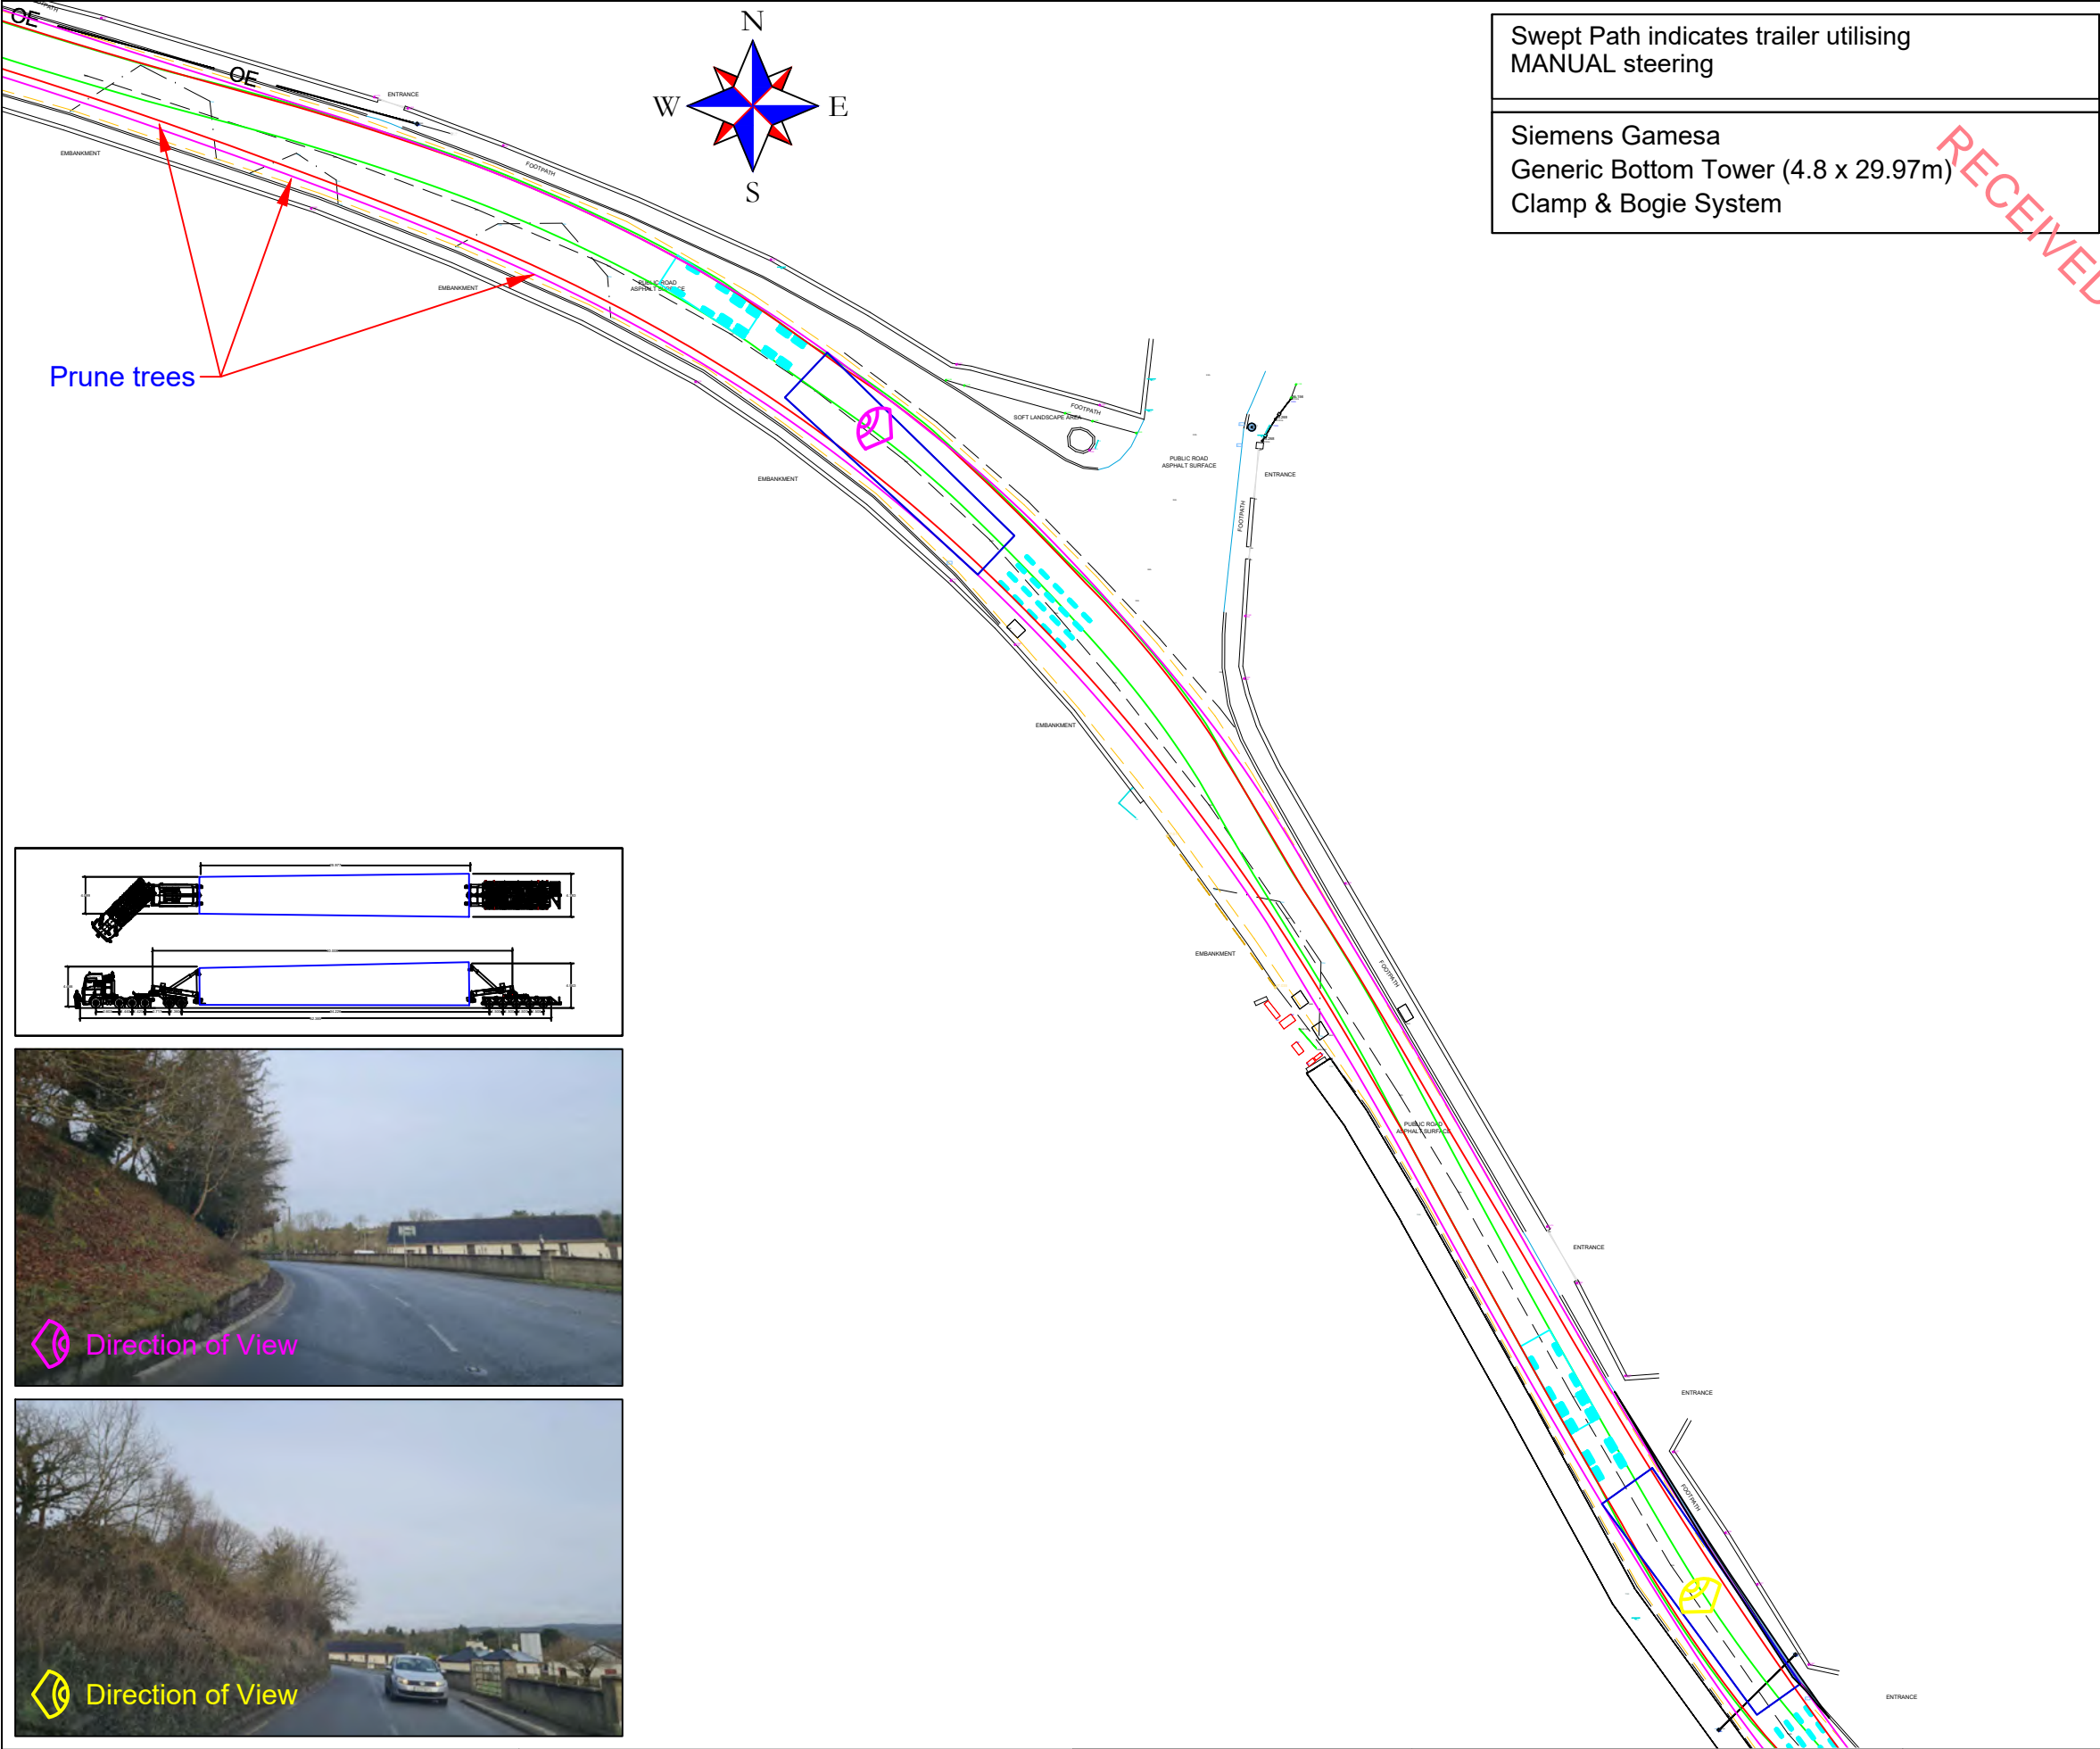 OE
OE
ENTRANCE
FOOTPATH
EMBANKMENT
N
W
E
S
Swept Path indicates trailer utilising
MANUAL steering
Siemens Gamesa
Generic Bottom Tower (4.8 x 29.97m)
Clamp & Bogie System
RECEIVED
EMBANKMENT
PUBLIC ROAD
ASPHALT SURFACE
Prune trees
FOOTPATH
SOFT LANDSCAPE AREA
PUBLIC ROAD
ASPHALT SURFACE
ENTRANCE
EMBANKMENT
FOOTPATH
EMBANKMENT
EMBANKMENT
FOOTPATH
PUBLIC ROAD
ASPHALT SURFACE
ENTRANCE
ENTRANCE
FOOTPATH
ENTRANCE
Direction of View
Direction of View